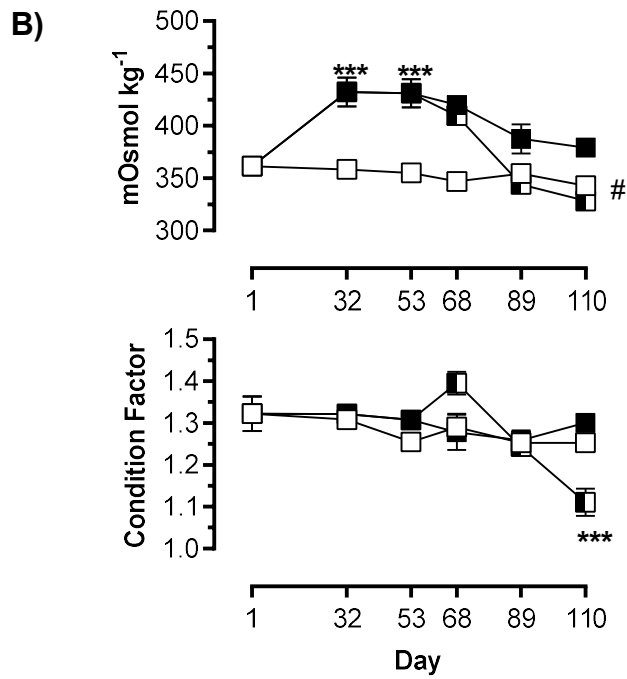 B)
mOsmol kg-1
500
450
400
350
300
*** ***
#
1 32 53 68 89 110
Condition Factor
1.5
1.4
1.3
1.2
1.1
1.0
***
1 32 53 68 89 110
Day